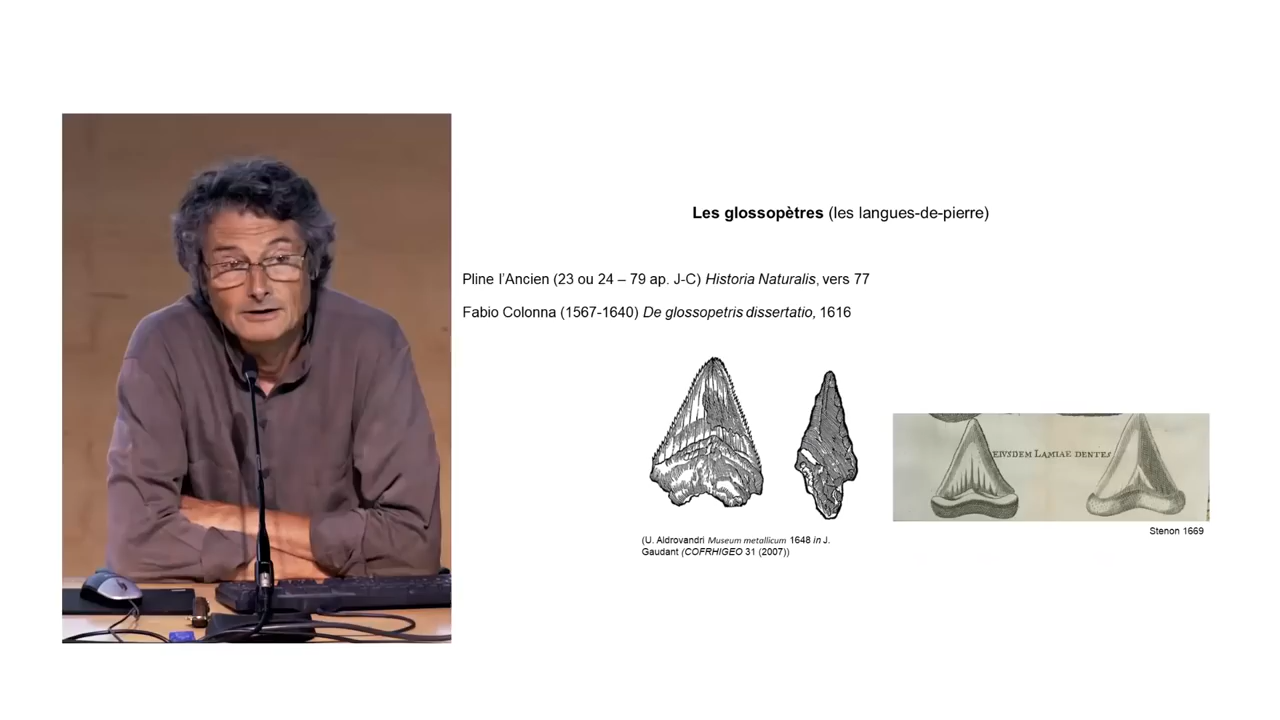 Les glossopètres (les langues-de-pierre)
Pline l’Ancien (23 ou 24 – 79 ap. J-C) Historia Naturalis, vers 77
Fabio Colonna (1567-1640) De glossopetris dissertatio, 1616
EIVSDEM LAMIAE DENTES
Stenon 1669
(U. Aldrovandri Museum metallicum 1648 in J.
Gaudant (COFRHIGEO 31 (2007))